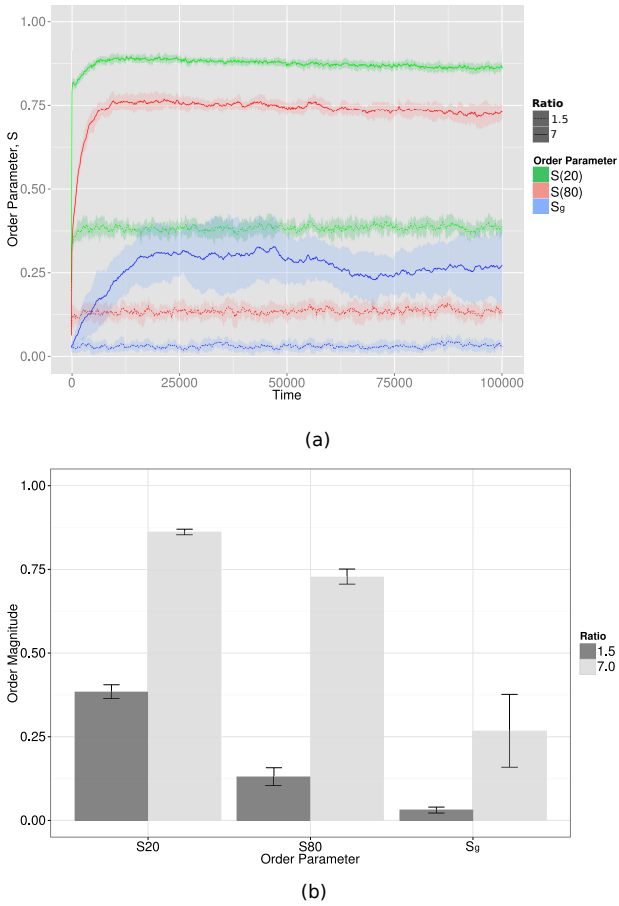 1.00
0.75
0.50
0.25
0.00
Order Parameter, S
0
25000
50000
75000
100000
Time
Ratio
1.5
7
Order Parameter
S(20)
S(80)
Sg
(a)
1.00
0.75
0.50
0.25
0.00
Order Magnitude
S20
S80
Sg
Order Parameter
Ratio
1.5
7.0
(b)